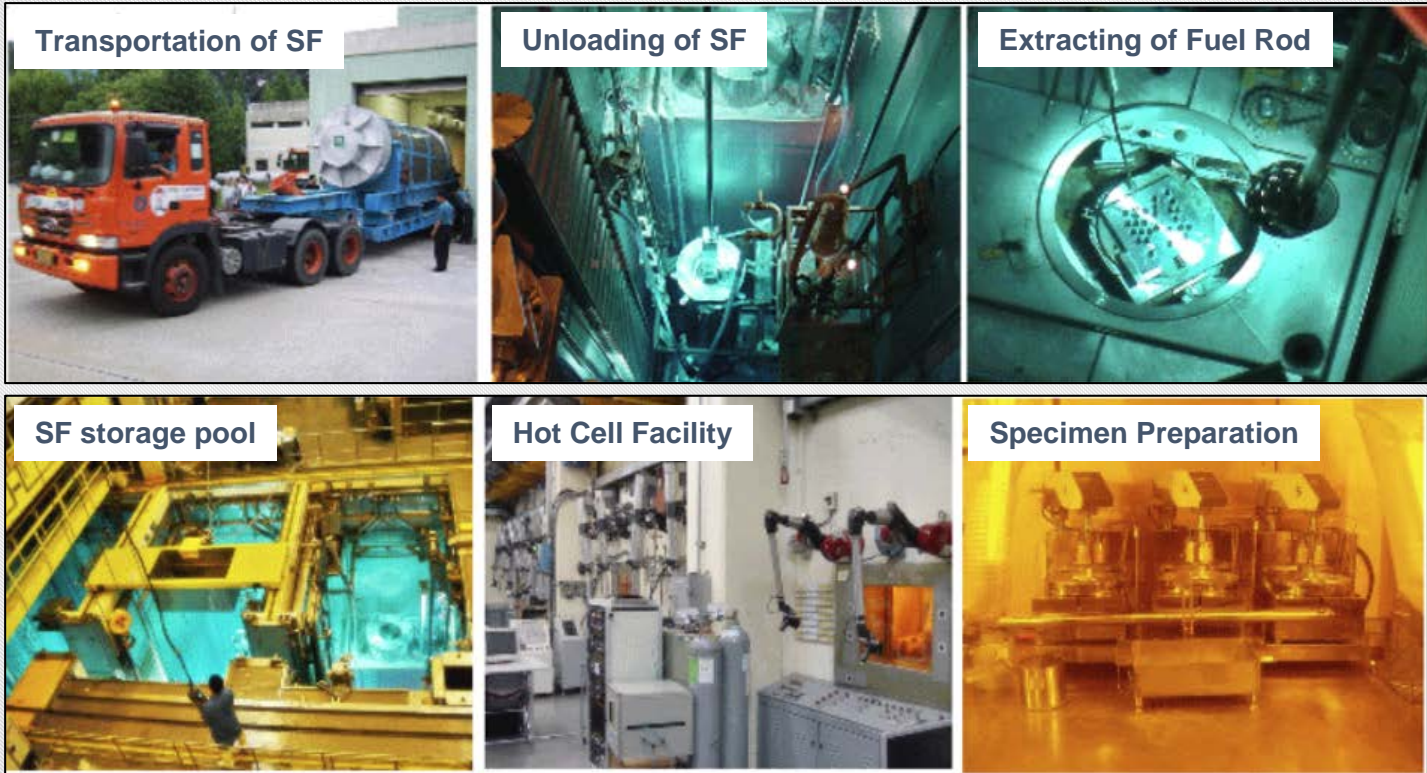 Transportation of SF
Unloading of SF
Extracting of Fuel Rod
SF storage pool
Hot Cell Facility
Specimen Preparation